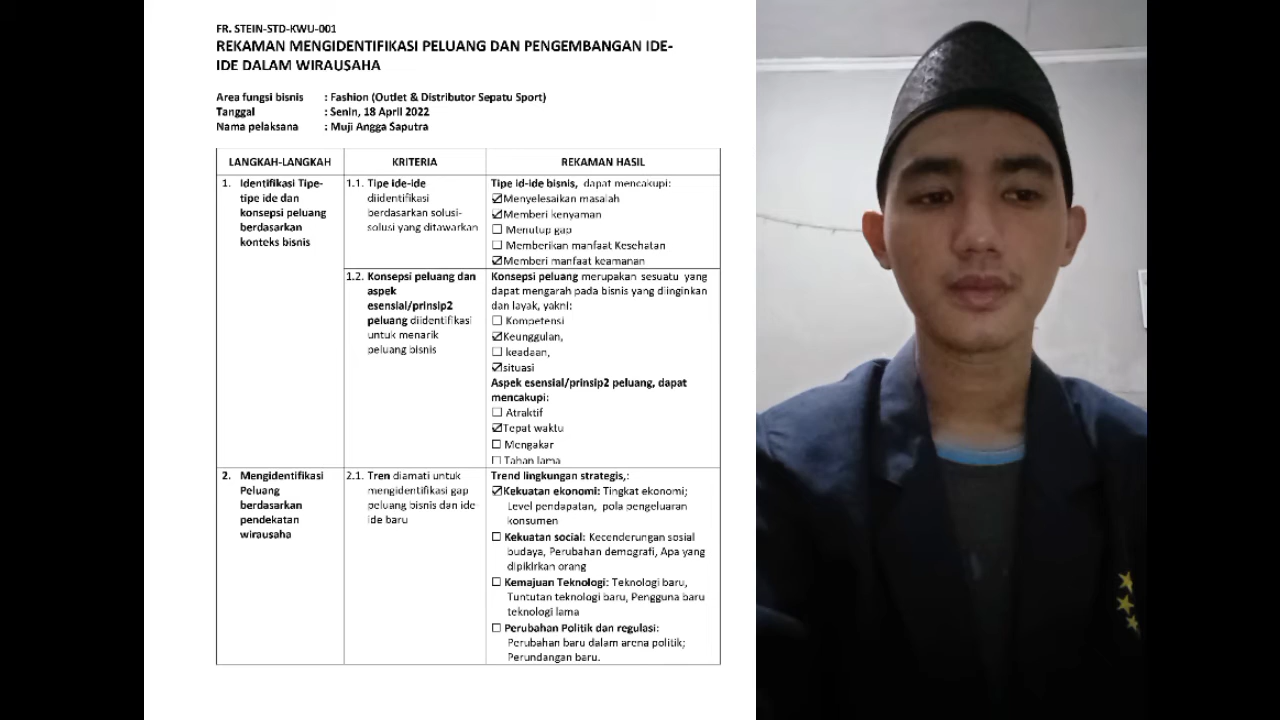 FR. STEIN-STD-KWU-001
REKAMAN MENGIDENTIFIKASI PELUANG DAN PENGEMBANGAN IDE-
IDE DALAM WIRAUSAHA
Area fungsi bisnis : Fashion (Outlet & Distributor Sepatu Sport)
Tanggal : Senin, 18 April 2022
Nama pelaksana : Muji Angga Saputra
LANGKAH-LANGKAH
KRITERIA
REKAMAN HASIL
1. Identifikasi Tipe-
tipe ide dan
konsepsi peluang
berdasarkan
konteks bisnis
1.1. Tipe ide-ide
diidentifikasi
berdasarkan solusi-
solusi yang ditawarkan
Tipe id-ide bisnis, dapat mencakupi:
☑Menyelesaikan masalah
☑Memberi kenyaman
☐ Menutup gap
☐ Memberikan manfaat Kesehatan
☑Memberi manfaat keamanan
1.2. Konsepsi peluang dan
aspek
esensial/prinsip2
peluang diidentifikasi
untuk menarik
peluang bisnis
Konsepsi peluang merupakan sesuatu yang
dapat mengarah pada bisnis yang diinginkan
dan layak, yakni:
☐ Kompetensi
☑Keunggulan,
☐ keadaan,
☑situasi
Aspek esensial/prinsip2 peluang, dapat
mencakupi:
☐ Atraktif
☑Tepat waktu
☐ Mengakar
☐ Tahan lama
2. Mengidentifikasi
Peluang
berdasarkan
pendekatan
wirausaha
2.1. Tren diamati untuk
mengidentifikasi gap
peluang bisnis dan ide-
ide baru
Trend lingkungan strategis,:
☑Kekuatan ekonomi: Tingkat ekonomi;
Level pendapatan, pola pengeluaran
konsumen
☐ Kekuatan social: Kecenderungan sosial
budaya, Perubahan demografi, Apa yang
dipikirkan orang
☐ Kemajuan Teknologi: Teknologi baru,
Tuntutan teknologi baru, Pengguna baru
teknologi lama
☐ Perubahan Politik dan regulasi:
Perubahan baru dalam arena politik;
Perundangan baru.